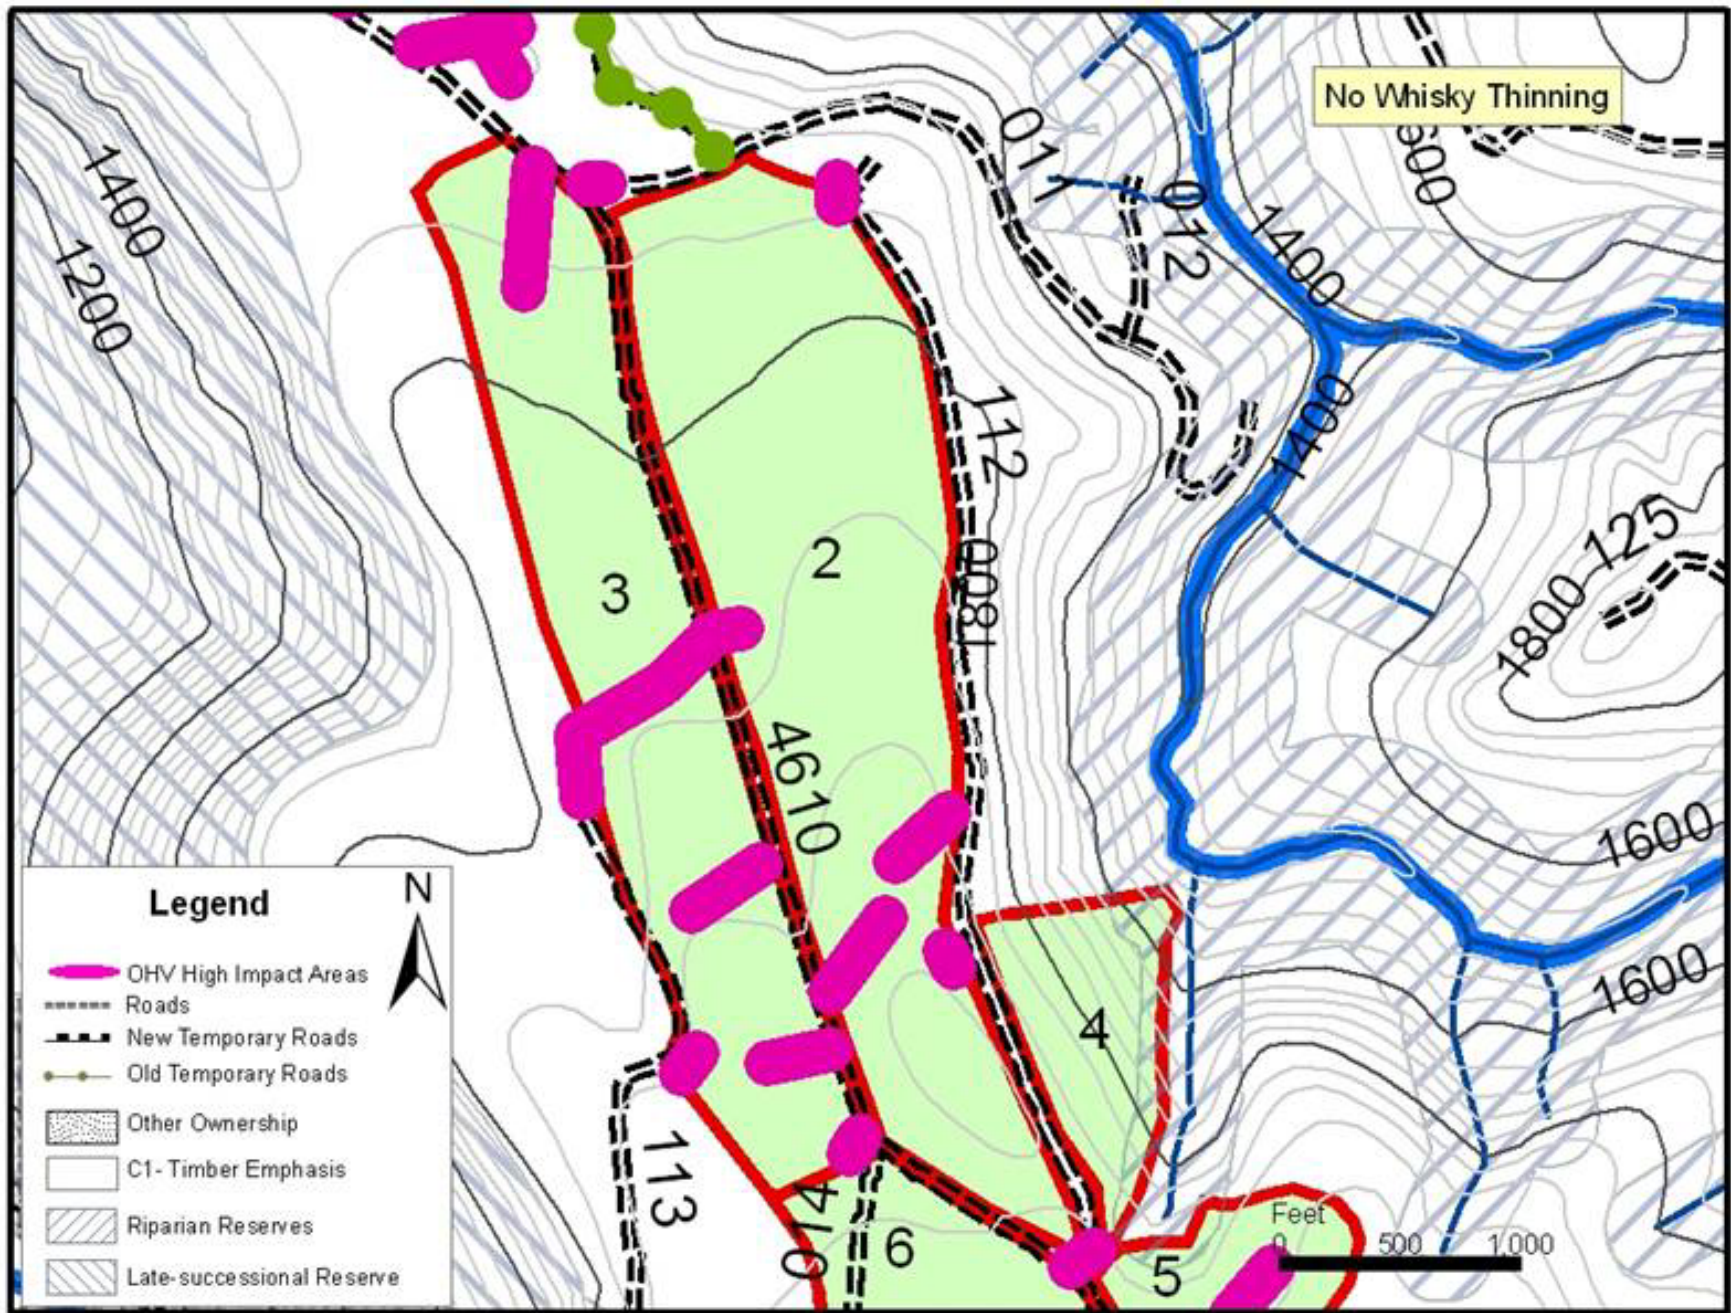 No Whisky Thinning
011
012
1400
1200
1400
1400
112
1800
125
1800
3
2
4610
1600
1600
4
113
014
6
5
Feet
0 500 1,000
Legend
N
OHV High Impact Areas
Roads
New Temporary Roads
Old Temporary Roads
Other Ownership
C1- Timber Emphasis
Riparian Reserves
Late-successional Reserve